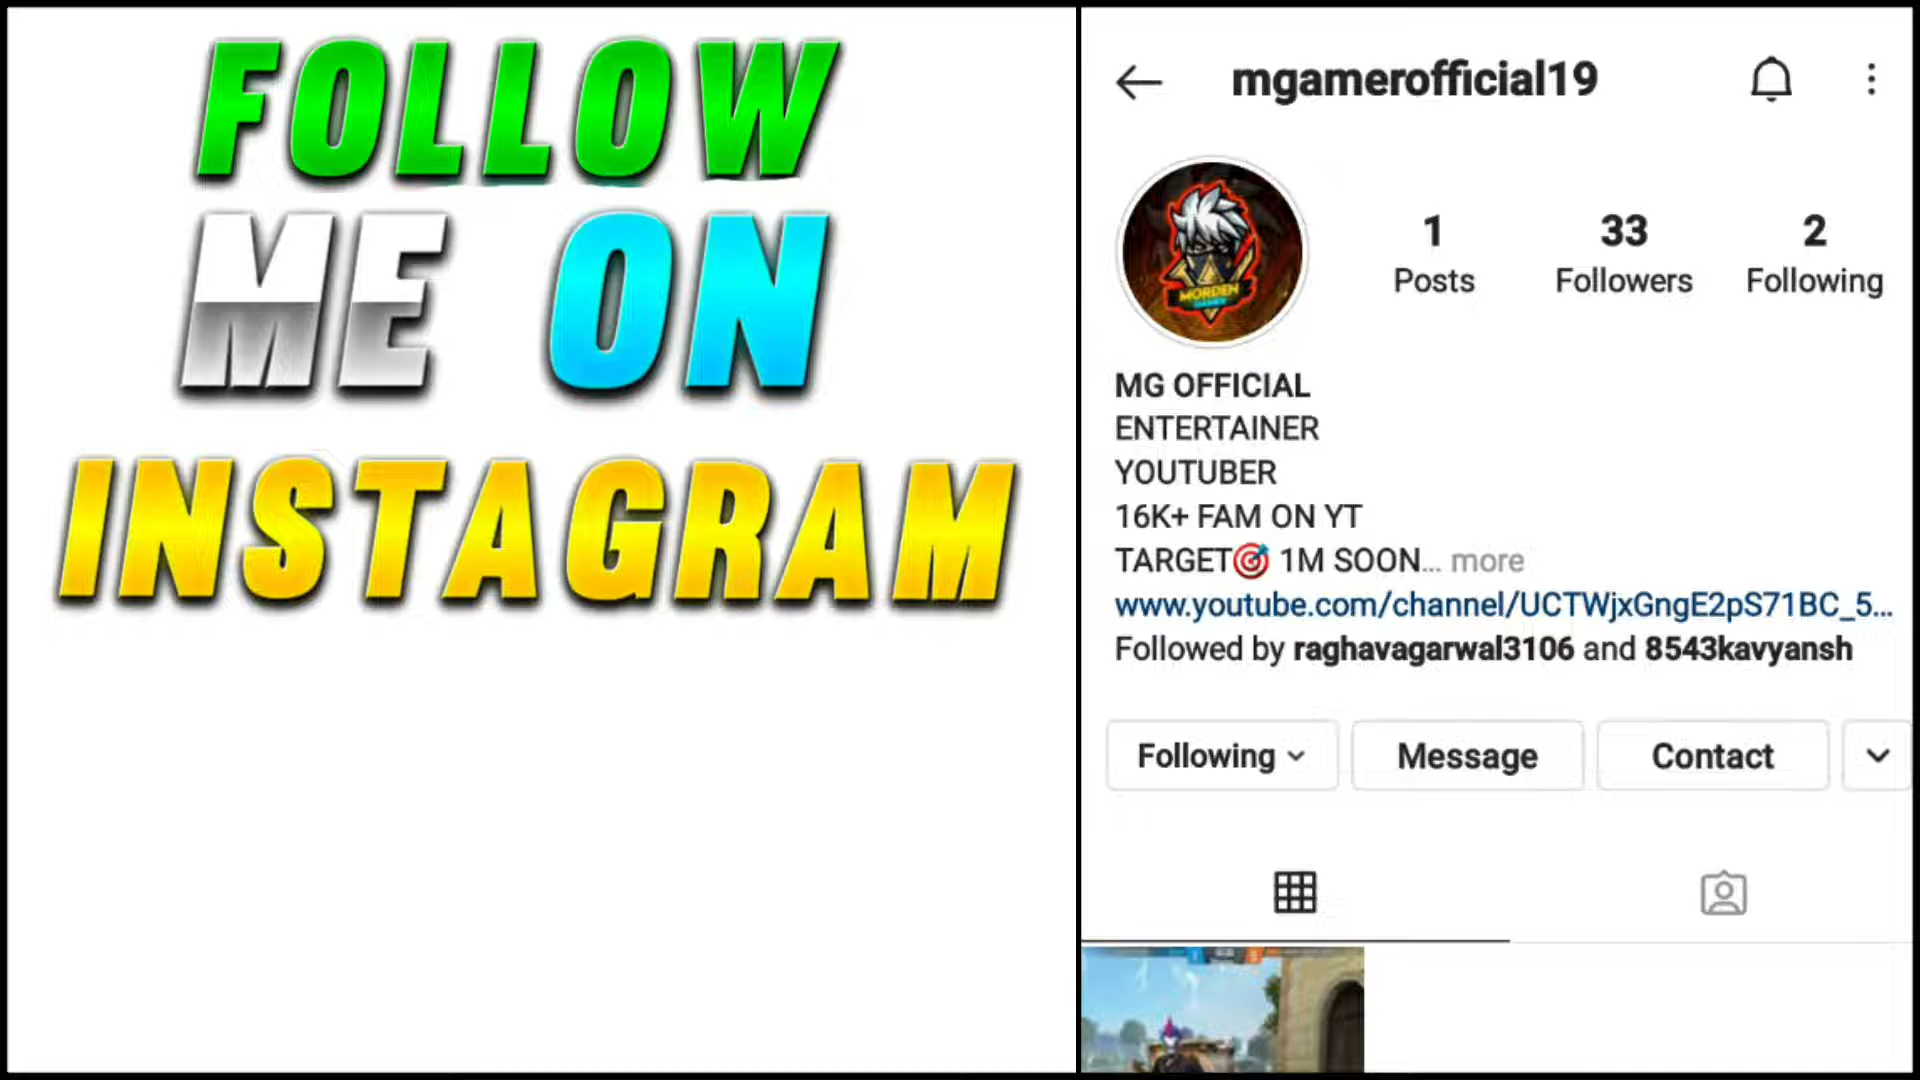 FOLLOW
ME ON
INSTAGRAM
mgamerofficial19
1
Posts
33
Followers
2
Following
MORDEN
MG OFFICIAL
ENTERTAINER
YOUTUBER
16K+ FAM ON YT
TARGET🎯 1M SOON... more
www.youtube.com/channel/UCTWjxGngE2pS71BC_5...
Followed by raghavagarwal3106 and 8543kavyansh
Following
Message
Contact